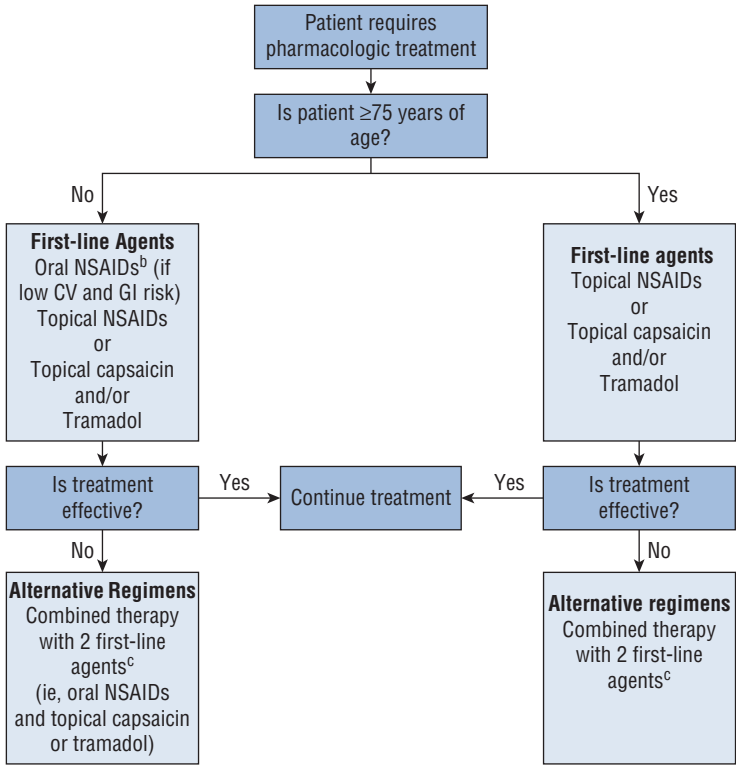 Patient requires
pharmacologic treatment
Is patient ≥75 years of
age?
No
Yes
First-line Agents
Oral NSAIDsᵇ (if
low CV and GI risk)
Topical NSAIDs
or
Topical capsaicin
and/or
Tramadol
First-line agents
Topical NSAIDs
or
Topical capsaicin
and/or
Tramadol
Is treatment
effective?
Yes
Continue treatment
Yes
Is treatment
effective?
No
No
Alternative Regimens
Combined therapy
with 2 first-line
agentsᶜ
(ie, oral NSAIDs
and topical capsaicin
or tramadol)
Alternative regimens
Combined therapy
with 2 first-line
agentsᶜ